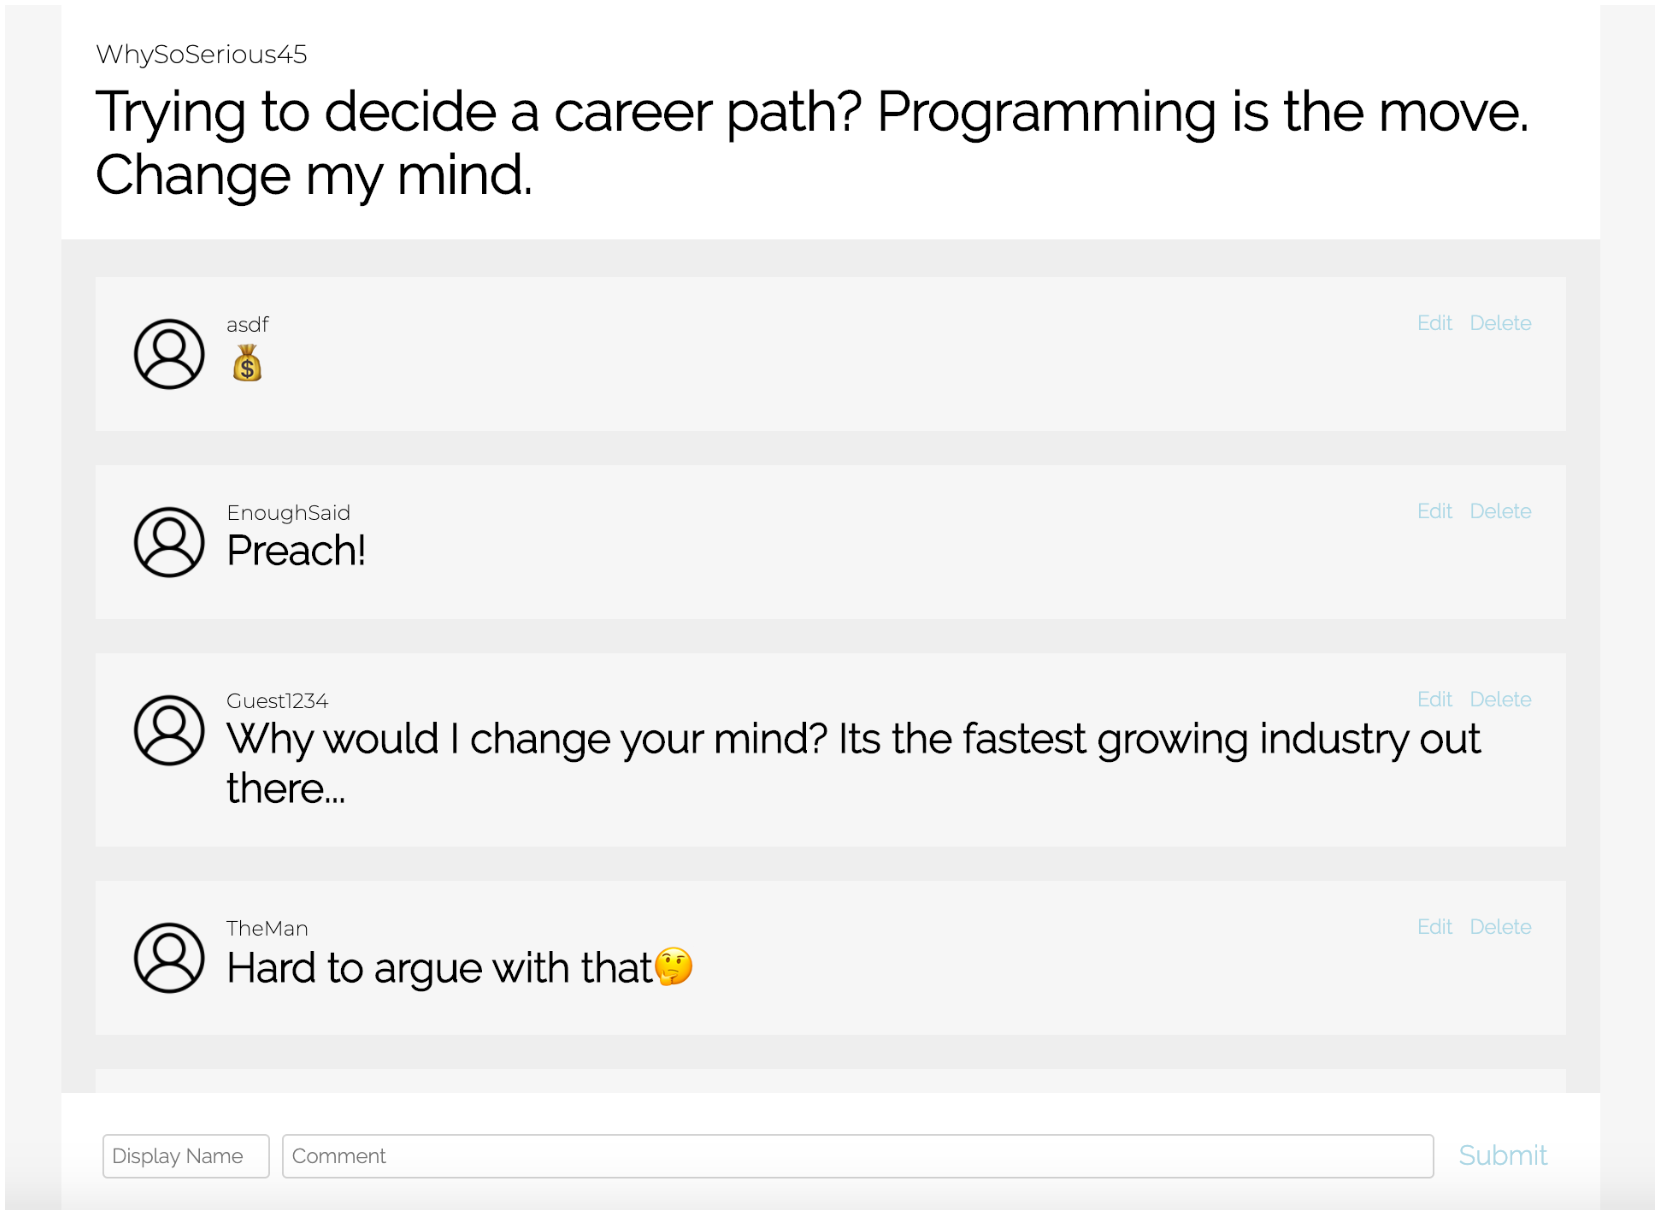 WhySoSerious45
Trying to decide a career path? Programming is the move.
Change my mind.
asdf
Edit Delete
💰
EnoughSaid
Edit Delete
Preach!
Guest1234
Edit Delete
Why would I change your mind? Its the fastest growing industry out
there...
TheMan
Edit Delete
Hard to argue with that🤔
Display Name Comment Submit